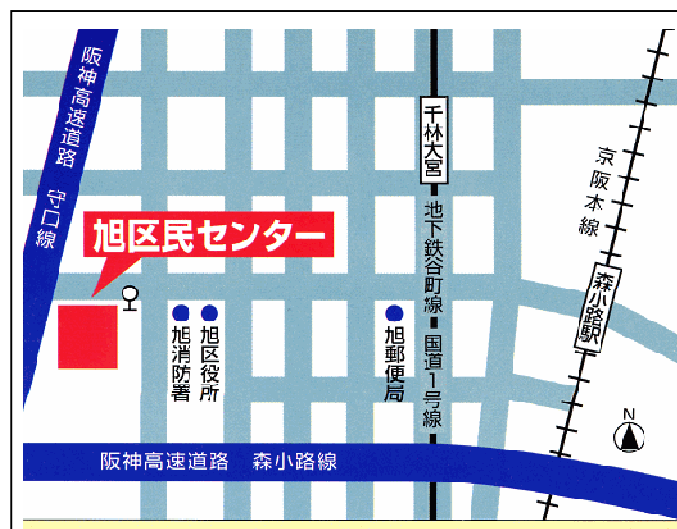 阪神高速道路　守口線
千林大宮
京阪本線
旭区民センター
地下鉄谷町線
森小路駅
旭消防署
旭区役所
旭郵便局
国道1号線
N
阪神高速道路　森小路線